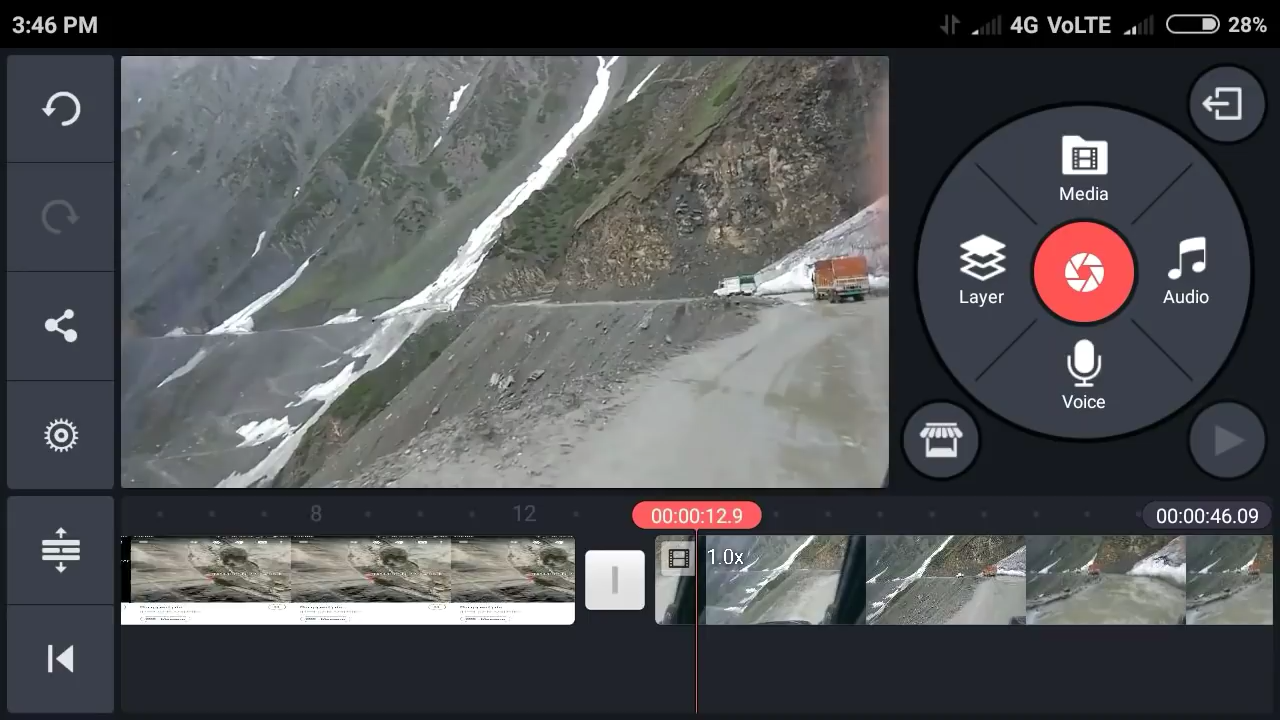 3:46 PM
4G VoLTE
28%
Media
Layer
Audio
Voice
8
12
00:00:12.9
00:00:46.09
1.0x